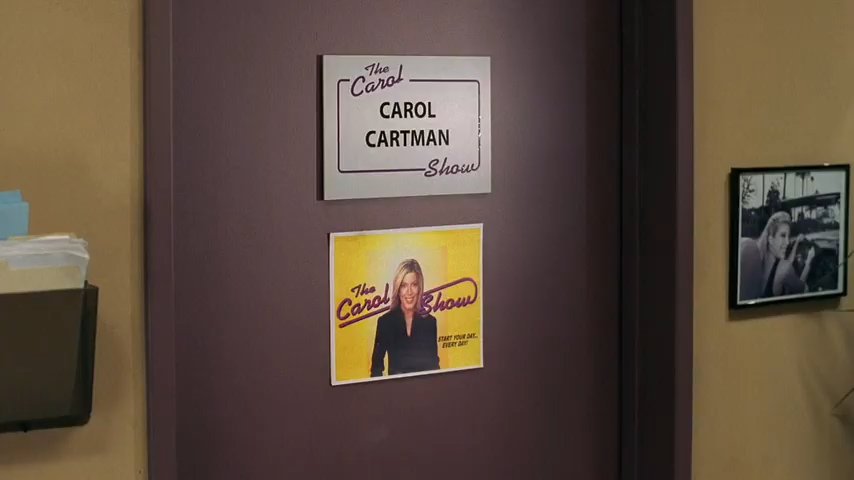 The
Carol
CAROL
CARTMAN
Show
The
Carol Show
START YOUR DAY...
EVERY DAY!